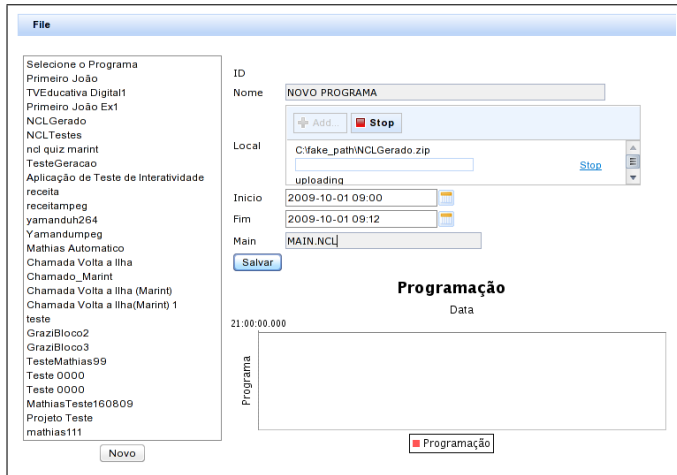 File
Selecione o Programa
Primeiro João
TVEducativa Digital1
Primeiro João Ex1
NCLGerado
NCLTestes
ncl quiz marint
TesteGeracao
Aplicação de Teste de Interatividade
receita
receitampeg
yamanduh264
Yamandumpeg
Mathias Automatico
Chamada Volta a Ilha
Chamado_Marint
Chamada Volta a Ilha (Marint)
Chamada Volta a Ilha(Marint) 1
teste
GraziBloco2
GraziBloco3
TesteMathias99
Teste 0000
Teste 0000
MathiasTeste160809
Projeto Teste
mathias111
Novo
ID
Nome NOVO PROGRAMA
Add... Stop
Local
C:\fake_path\NCLGerado.zip
Stop
uploading
Inicio 2009-10-01 09:00
Fim 2009-10-01 09:12
Main MAIN.NCL
Salvar
Programação
Data
21:00:00.000
Programa
Programação